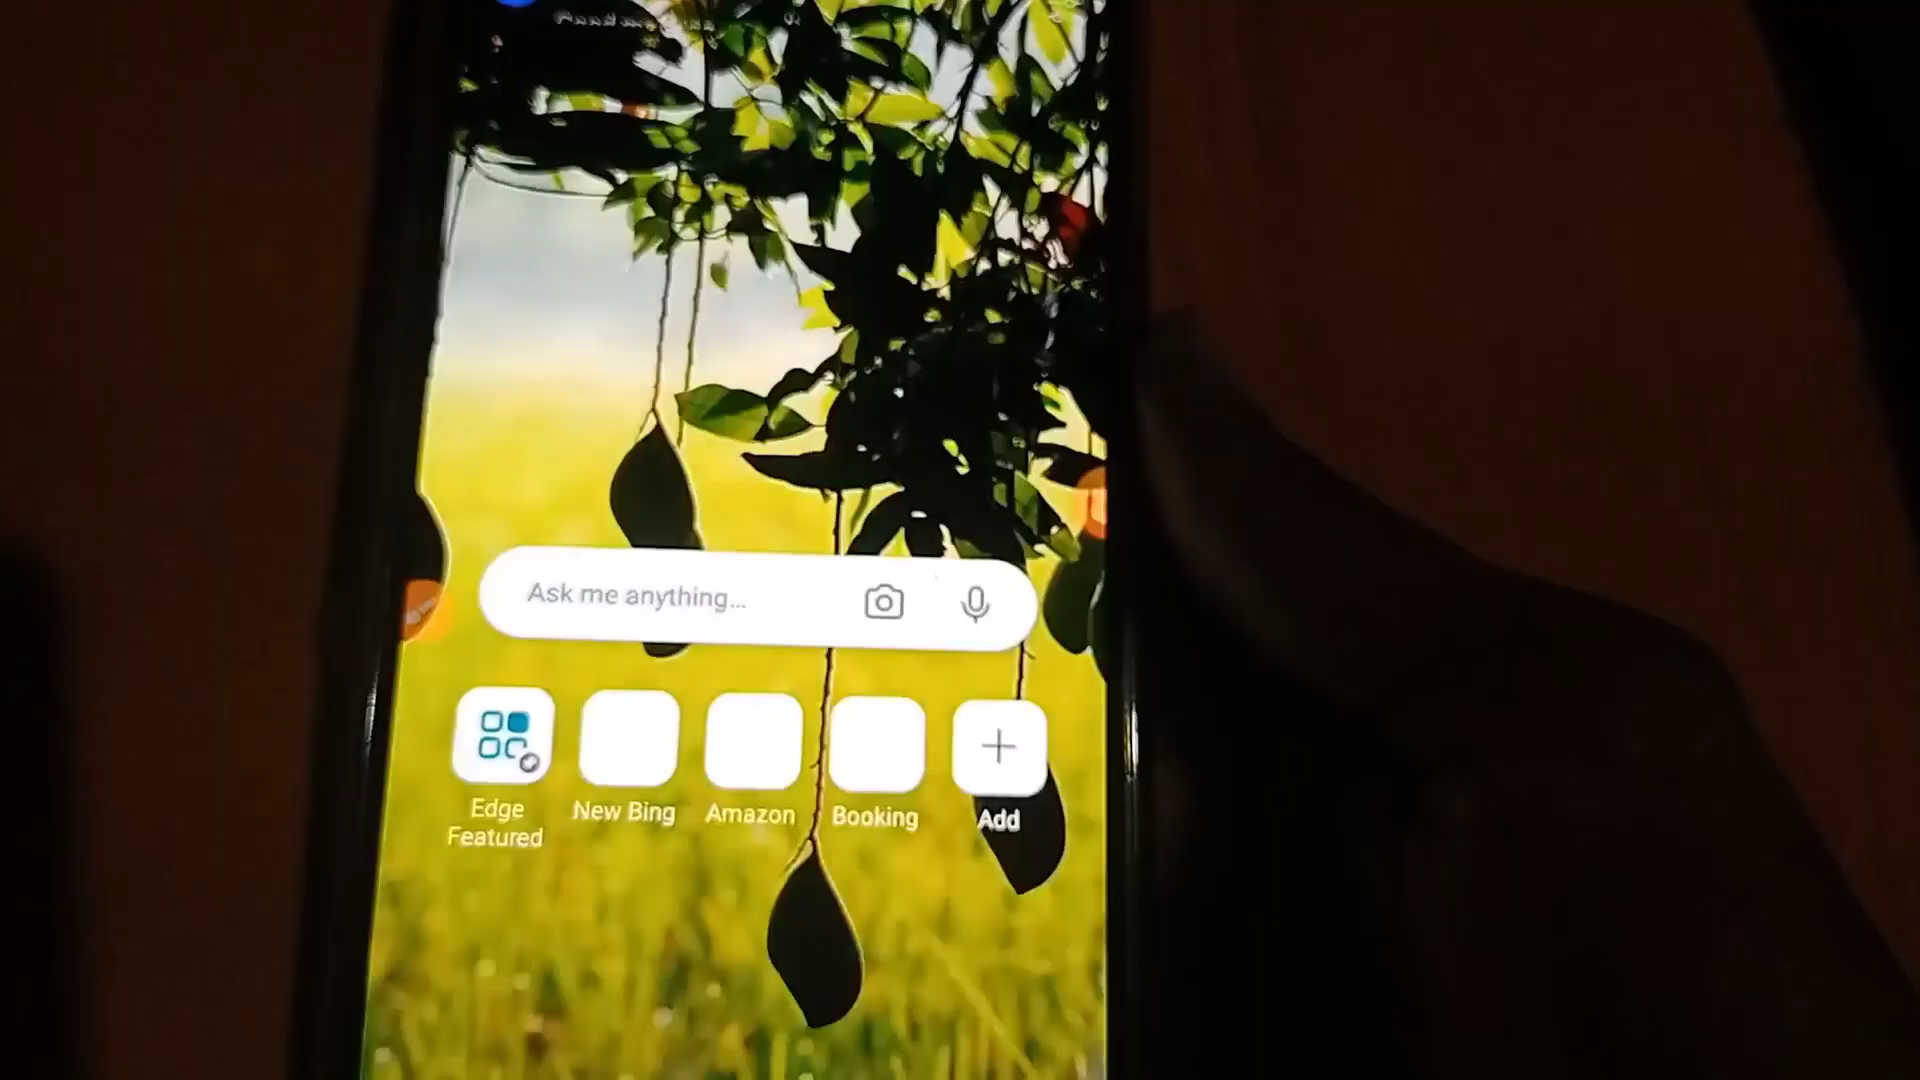 Ask me anything...
Edge
Featured
New Bing
Amazon
Booking
Add